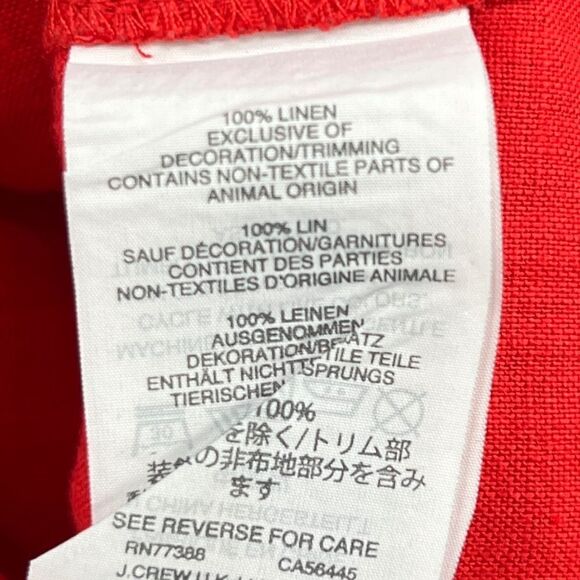 100% LINEN
EXCLUSIVE OF
DECORATION/TRIMMING
CONTAINS NON-TEXTILE PARTS OF
ANIMAL ORIGIN
100% LIN
SAUF DÉCORATION/GARNITURES
CONTIENT DES PARTIES
NON-TEXTILES D'ORIGINE ANIMALE
100% LEINEN
AUSGENOMMEN
DEKORATION/
ENTHÄLT
TIERISCHEN
100%
を除く/トリム部
の非布地部分を含み
ます
SEE REVERSE FOR CARE
RN77388 CA56445
J.CREW U.K.